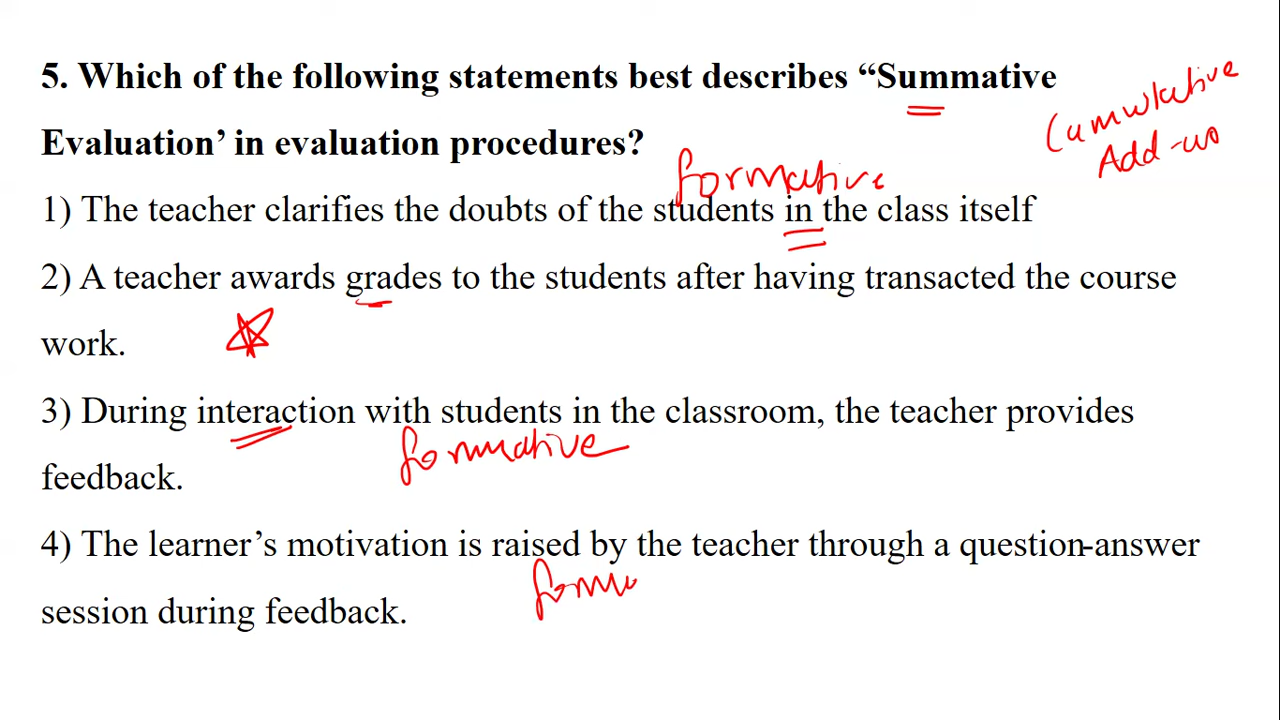 5. Which of the following statements best describes “Summative
Evaluation’ in evaluation procedures?
Cumulative
Add-up
formative
1) The teacher clarifies the doubts of the students in the class itself
2) A teacher awards grades to the students after having transacted the course
work.
3) During interaction with students in the classroom, the teacher provides
formative
feedback.
4) The learner’s motivation is raised by the teacher through a question-answer
session during feedback.